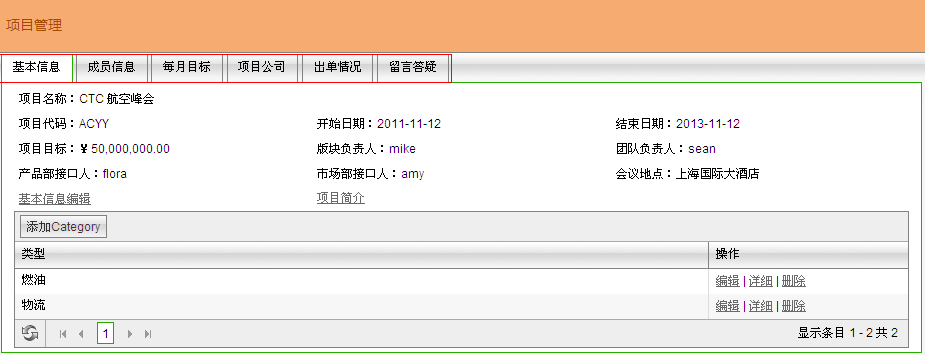 项目管理
基本信息 成员信息 每月目标 项目公司 出单情况 留言答疑
项目名称：CTC 航空峰会
项目代码：ACYY 开始日期：2011-11-12 结束日期：2013-11-12
项目目标：¥ 50,000,000.00 版块负责人：mike 团队负责人：sean
产品部接口人：flora 市场部接口人：amy 会议地点：上海国际大酒店
基本信息编辑 项目简介
添加Category
类型 操作
燃油 编辑 | 详细 | 删除
物流 编辑 | 详细 | 删除
1 显示条目 1 - 2 共 2